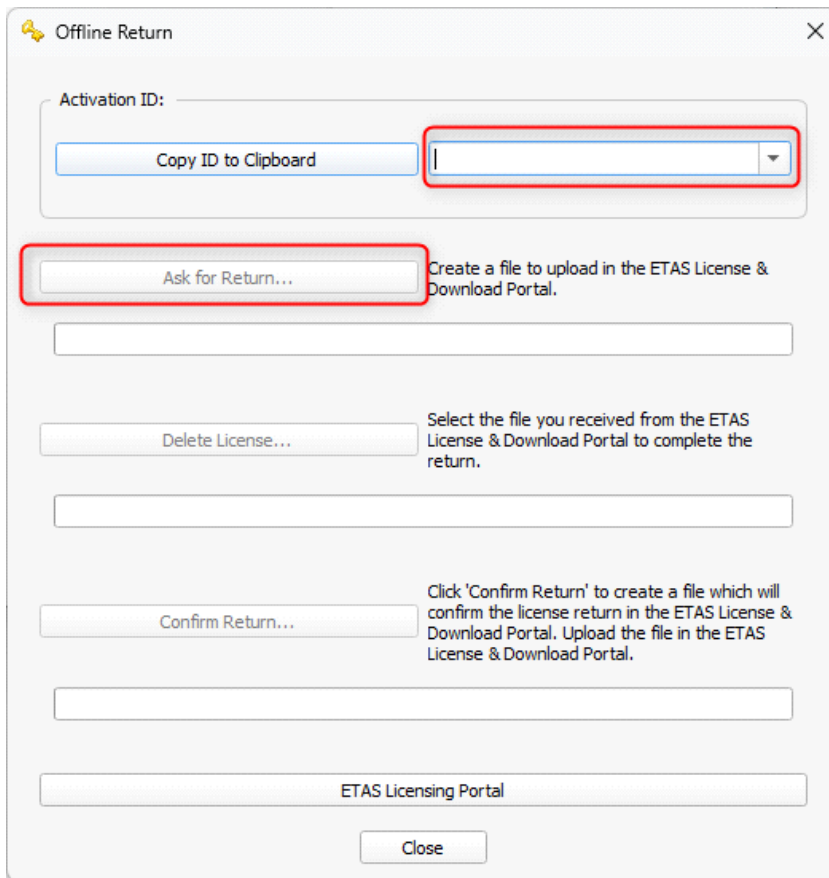 Offline Return
Activation ID:
Copy ID to Clipboard
Ask for Return...
Create a file to upload in the ETAS License &
Download Portal.
Delete License...
Select the file you received from the ETAS
License & Download Portal to complete the
return.
Confirm Return...
Click 'Confirm Return' to create a file which will
confirm the license return in the ETAS License &
Download Portal. Upload the file in the ETAS
License & Download Portal.
ETAS Licensing Portal
Close